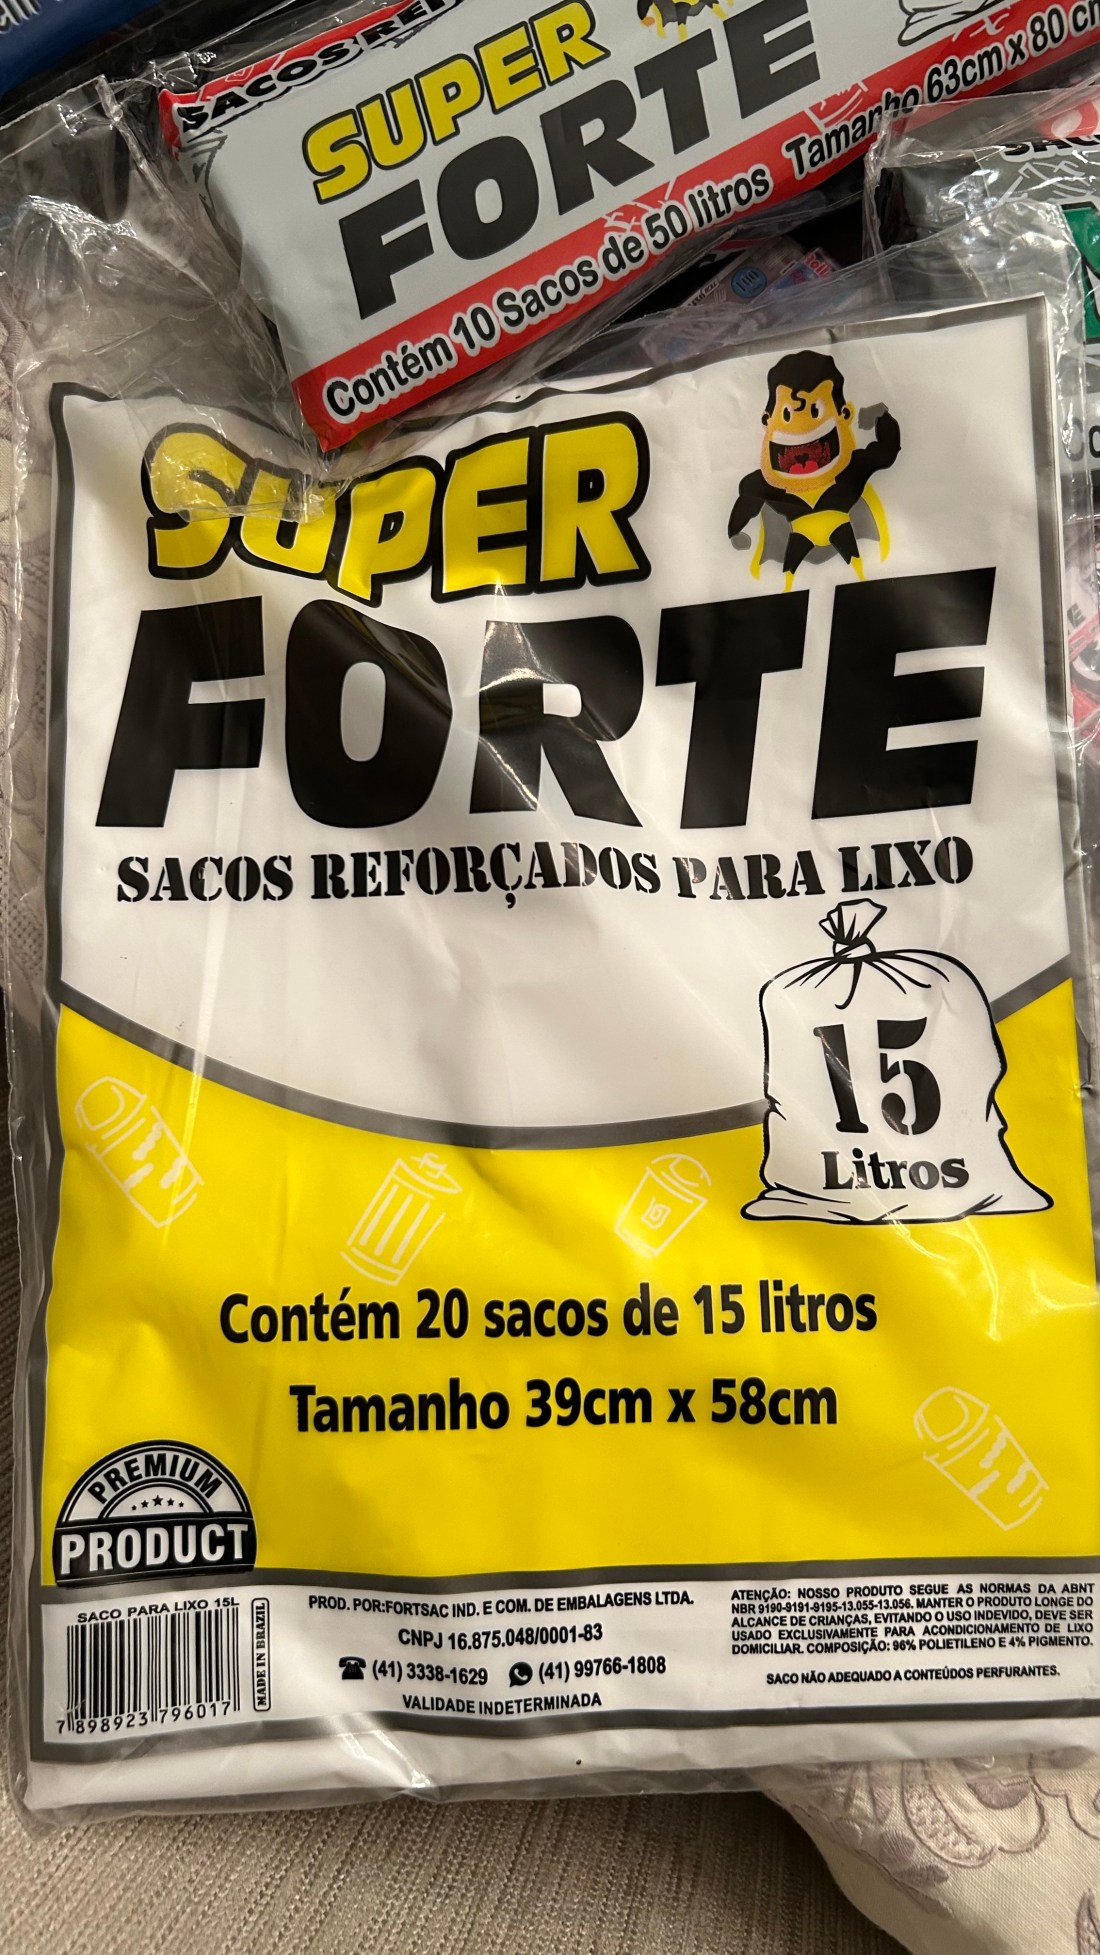 SACOS REF
SUPER
FORTE
Contém 10 Sacos de 50 litros Tamanho 63cm x 80 cm
SUPER
FORTE
SACOS REFORÇADOS PARA LIXO
15
Litros
Contém 20 sacos de 15 litros
Tamanho 39cm x 58cm
PREMIUM
PRODUCT
SACO PARA LIXO 15L
7 898923 796017
MADE IN BRAZIL
PROD. POR:FORTSAC IND. E COM. DE EMBALAGENS LTDA.
CNPJ 16.875.048/0001-83
(41) 3338-1629 (41) 99766-1808
VALIDADE INDETERMINADA
ATENÇÃO: NOSSO PRODUTO SEGUE AS NORMAS DA ABNT
NBR 9190-9191-9195-13.055-13.056. MANTER O PRODUTO LONGE DO
ALCANCE DE CRIANÇAS, EVITANDO O USO INDEVIDO, DEVE SER
USADO EXCLUSIVAMENTE PARA ACONDICIONAMENTO DE LIXO
DOMICILIAR. COMPOSIÇÃO: 96% POLIETILENO E 4% PIGMENTO.
SACO NÃO ADEQUADO A CONTEÚDOS PERFURANTES.